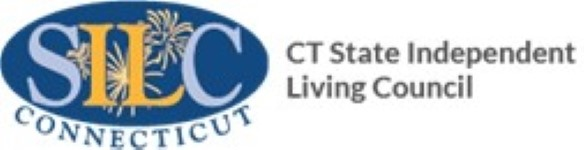 SILC
CONNECTICUT
CT State Independent
Living Council